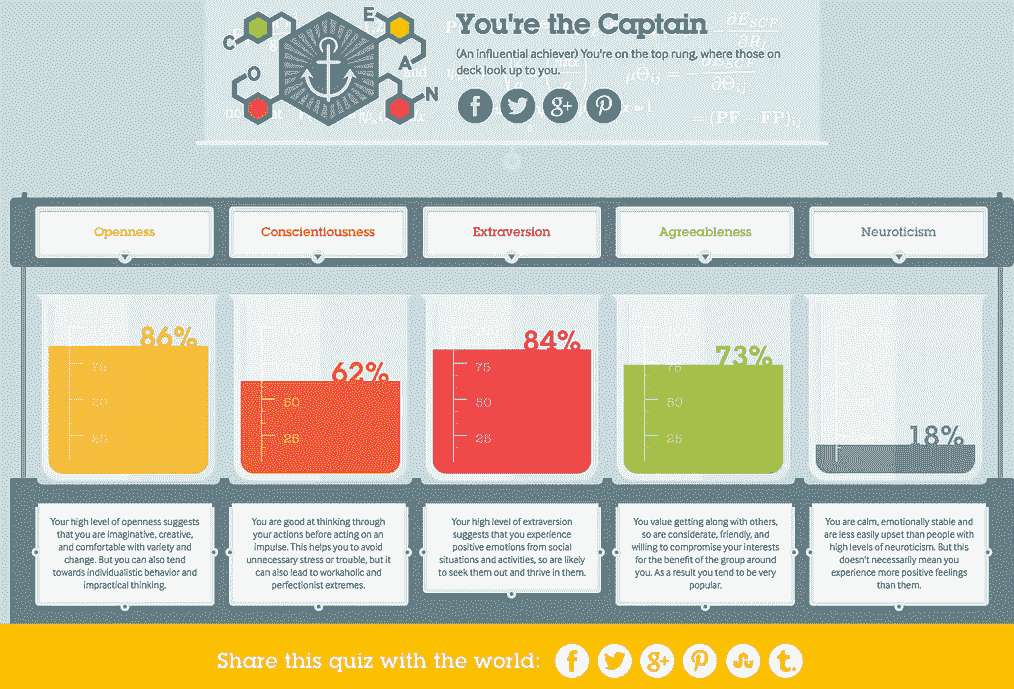 E
C
O
A
N
You're the Captain
(An influential achiever) You're on the top rung, where those on
deck look up to you.
Openness
Conscientiousness
Extraversion
Agreeableness
Neuroticism
86%
62%
84%
73%
18%
75
50
25
75
50
25
75
50
25
75
50
25
Your high level of openness suggests
that you are imaginative, creative,
and comfortable with variety and
change. But you can also tend
towards individualistic behavior and
impractical thinking.
You are good at thinking through
your actions before acting on an
impulse. This helps you to avoid
unnecessary stress or trouble, but it
can also lead to workaholic and
perfectionist extremes.
Your high level of extraversion
suggests that you experience
positive emotions from social
situations and activities, so are likely
to seek them out and thrive in them.
You value getting along with others,
so are considerate, friendly, and
willing to compromise your interests
for the benefit of the group around
you. As a result you tend to be very
popular.
You are calm, emotionally stable and
are less easily upset than people with
high levels of neuroticism. But this
doesn't necessarily mean you
experience more positive feelings
than them.
Share this quiz with the world: